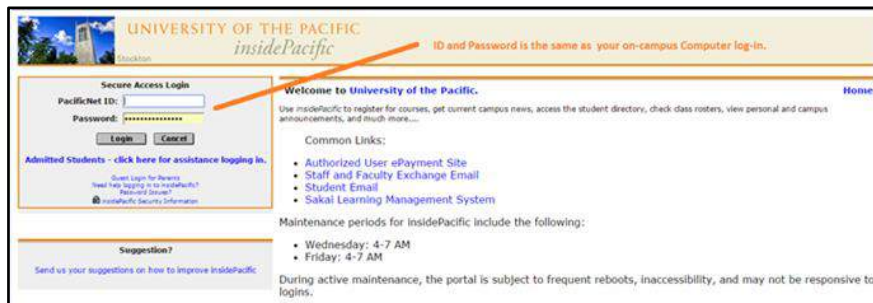 UNIVERSITY OF THE PACIFIC
insidePacific
Stockton
ID and Password is the same as your on-campus Computer log-in.
Secure Access Login
PacificNet ID:
Password: •••••••••••••••
Login Cancel
Admitted Students - click here for assistance logging in.
Guest Login for Parents
Need help logging in to insidePacific?
Password Issues?
insidePacific Security Information
Suggestion?
Send us your suggestions on how to improve insidePacific
Welcome to University of the Pacific.
Home
Use insidePacific to register for courses, get current campus news, access the student directory, check class rosters, view personal and campus
announcements, and much more....
Common Links:
• Authorized User ePayment Site
• Staff and Faculty Exchange Email
• Student Email
• Sakai Learning Management System
Maintenance periods for insidePacific include the following:
• Wednesday: 4-7 AM
• Friday: 4-7 AM
During active maintenance, the portal is subject to frequent reboots, inaccessibility, and may not be responsive to
logins.